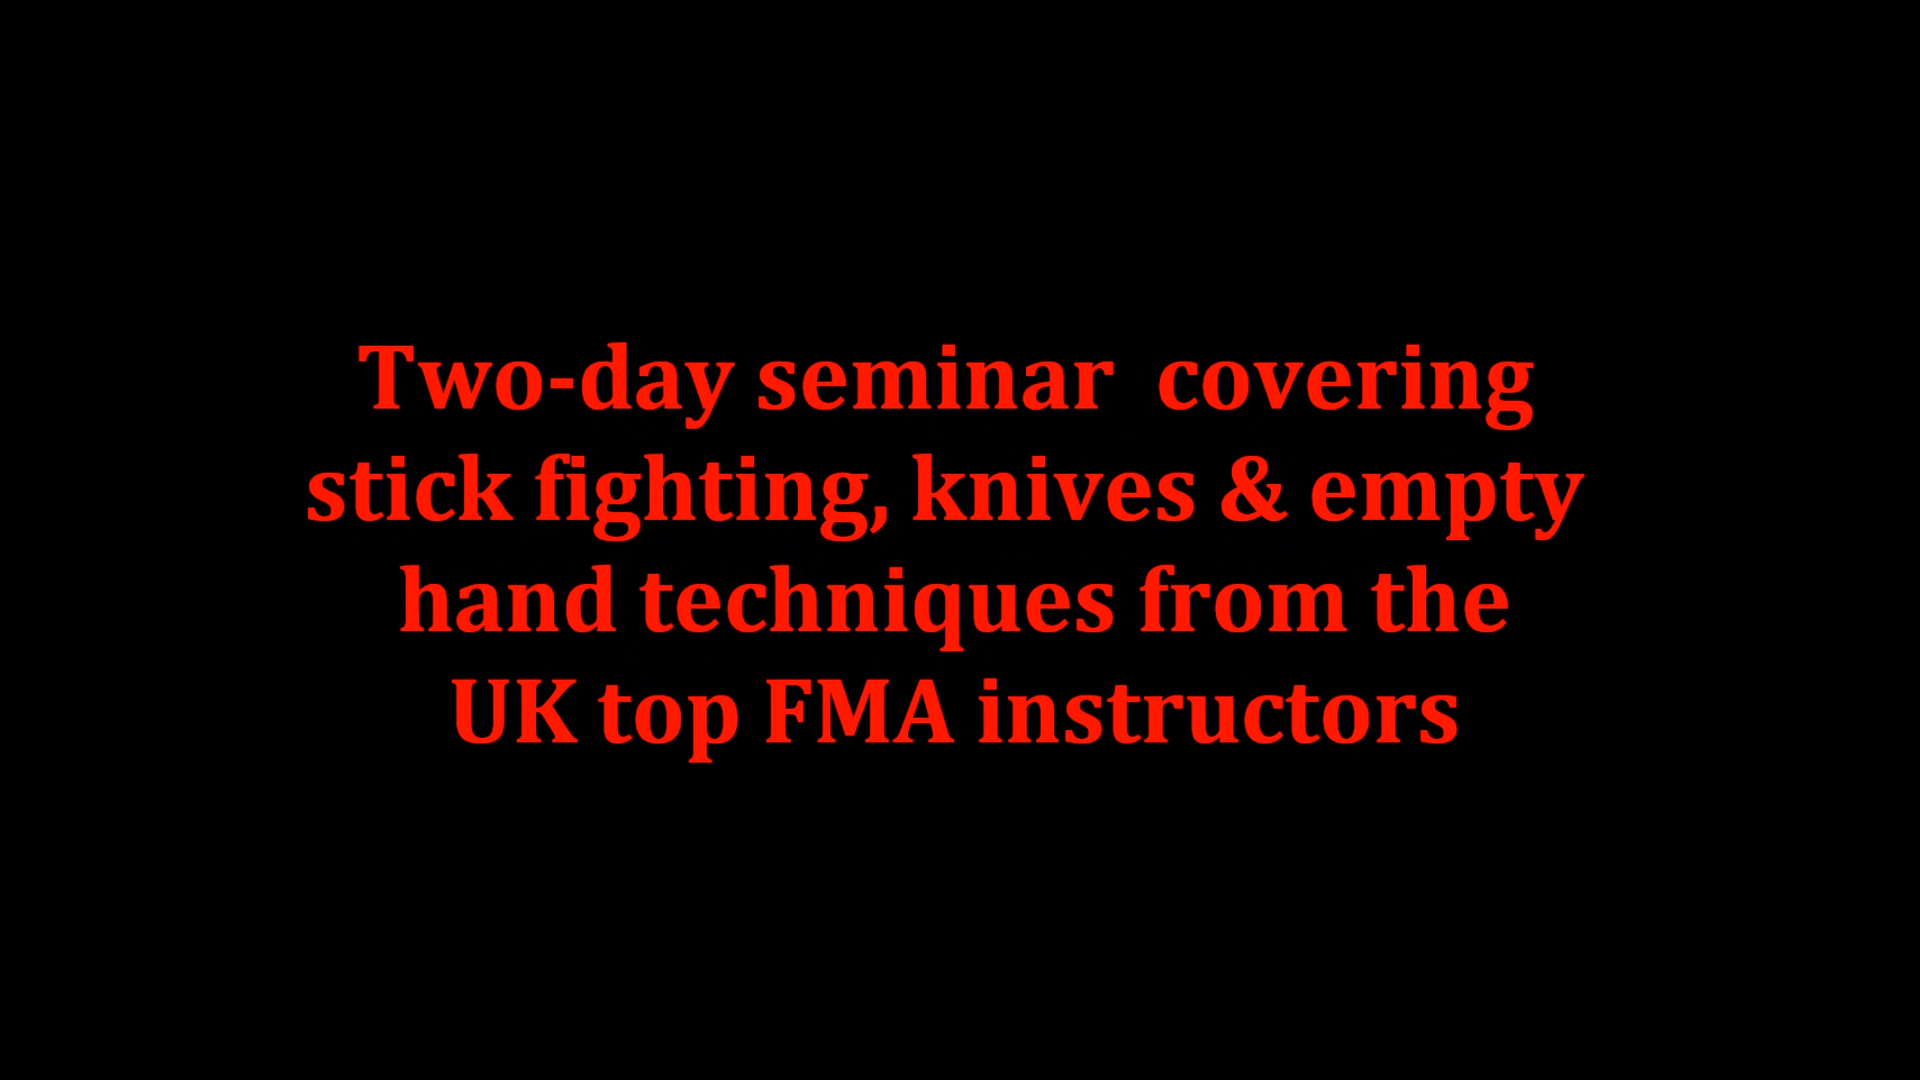 Two-day seminar  covering
stick fighting, knives & empty
hand techniques from the
UK top FMA instructors